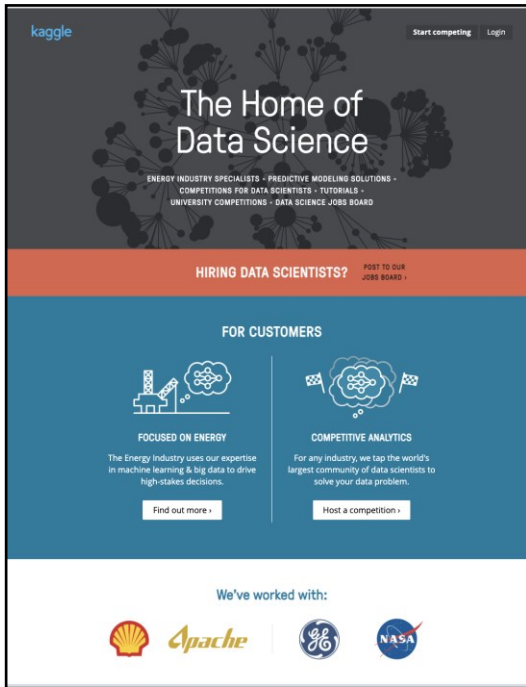 kaggle
Start competing Login
The Home of
Data Science
ENERGY INDUSTRY SPECIALISTS • PREDICTIVE MODELING SOLUTIONS •
COMPETITIONS FOR DATA SCIENTISTS • TUTORIALS •
UNIVERSITY COMPETITIONS • DATA SCIENCE JOBS BOARD
HIRING DATA SCIENTISTS?
POST TO OUR
JOBS BOARD ›
FOR CUSTOMERS
FOCUSED ON ENERGY
The Energy Industry uses our expertise
in machine learning & big data to drive
high-stakes decisions.
Find out more ›
COMPETITIVE ANALYTICS
For any industry, we tap the world's
largest community of data scientists to
solve your data problem.
Host a competition ›
We've worked with:
Apache
GE
NASA